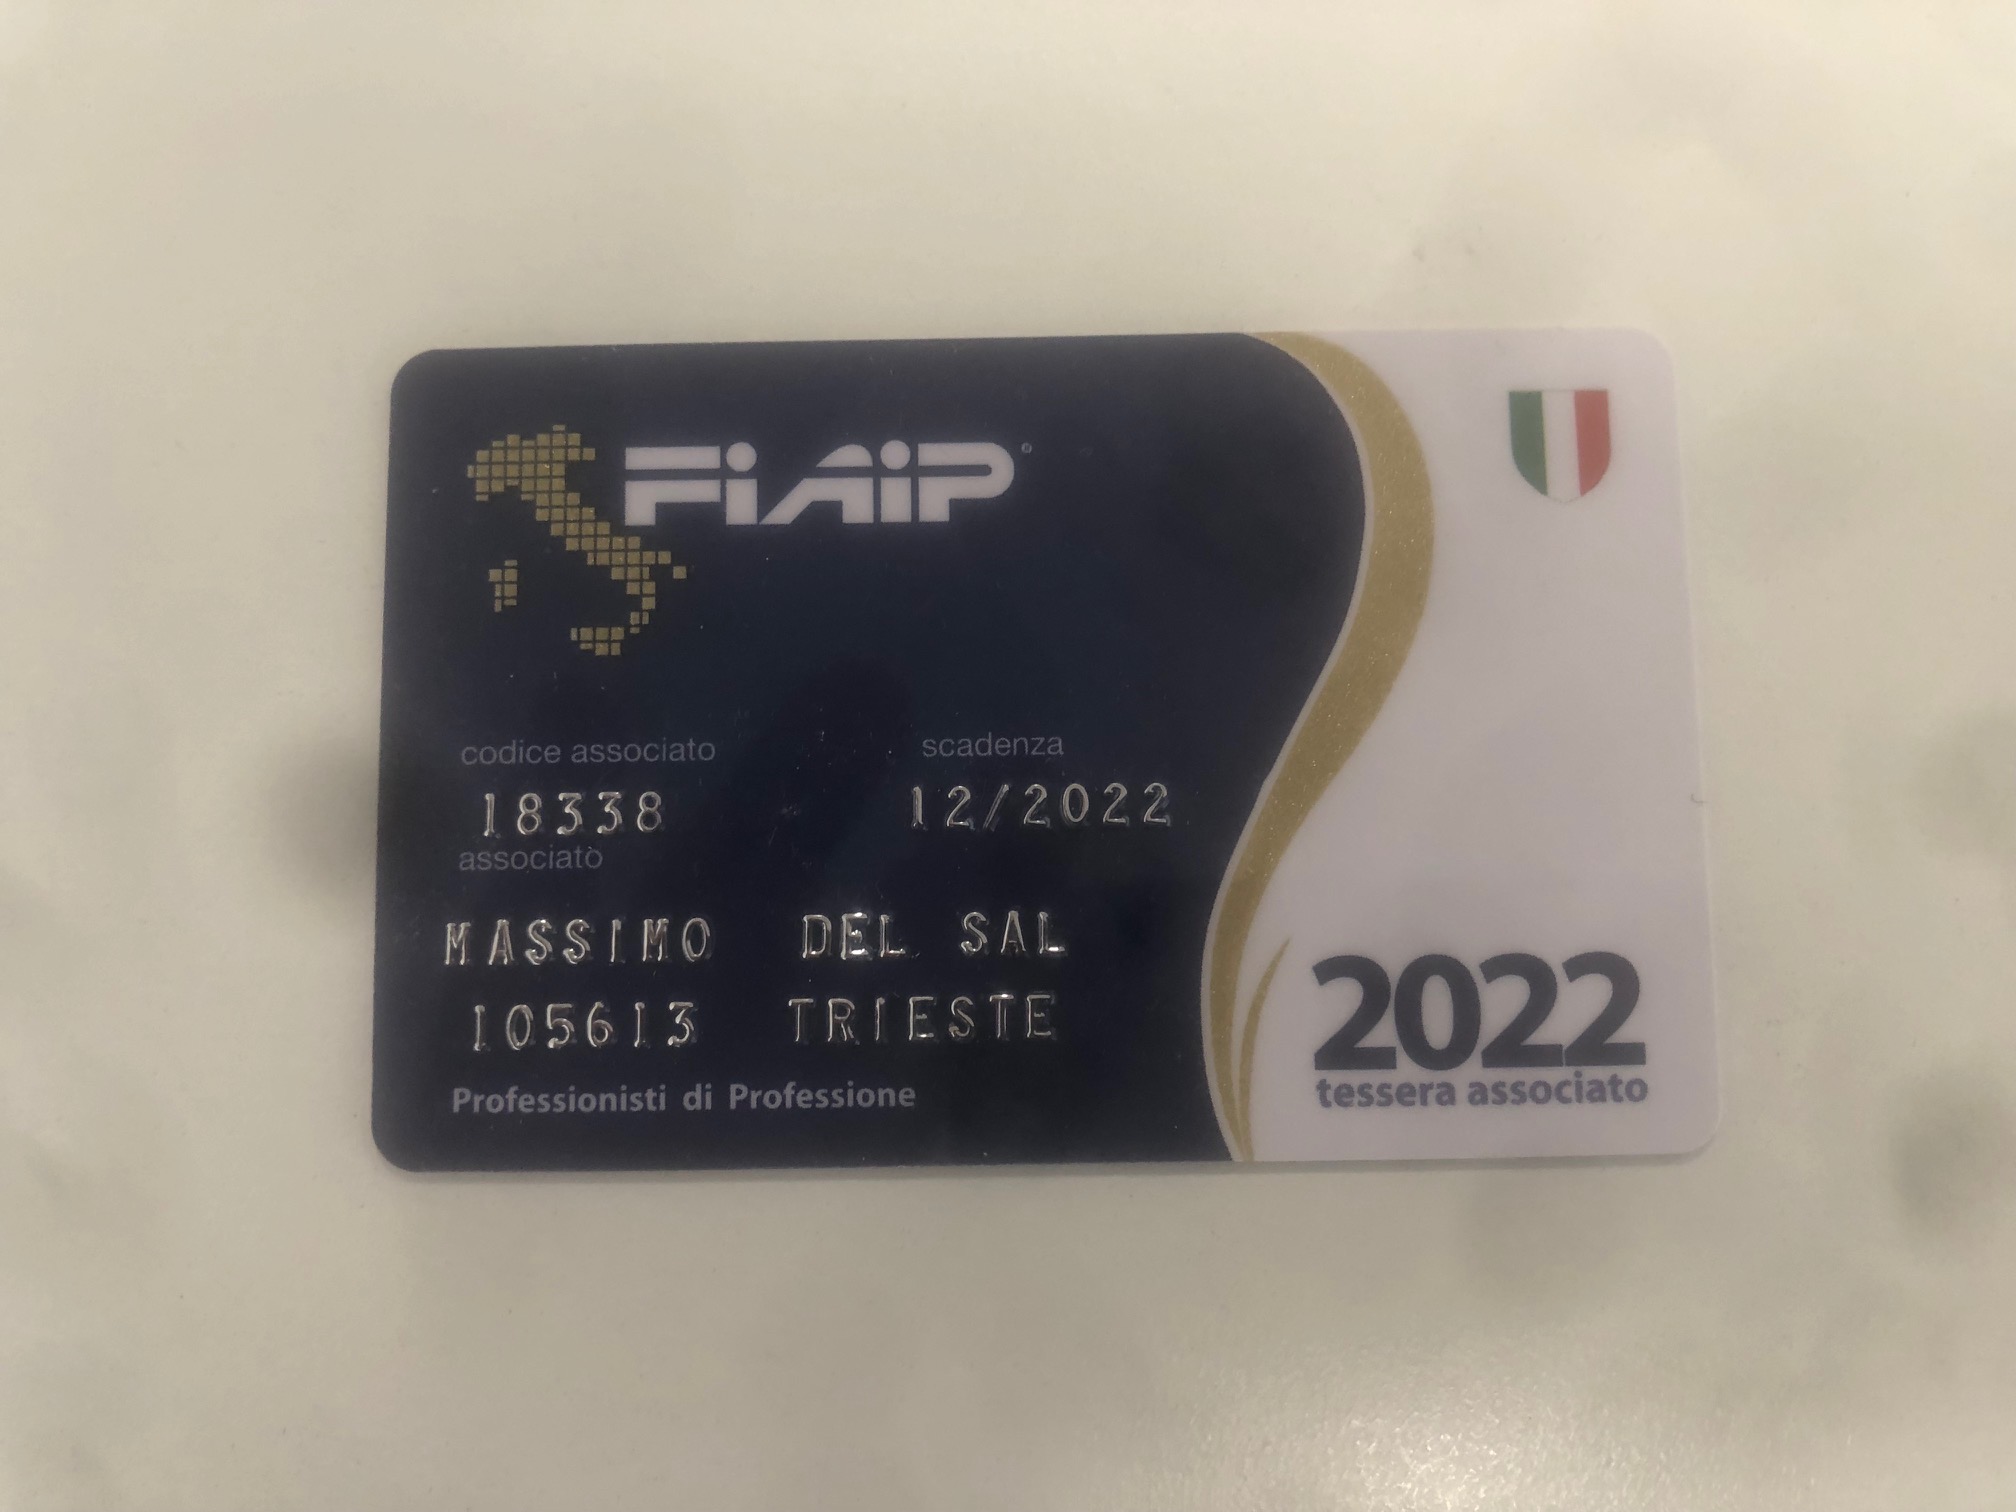 FiAiP®
codice associato scadenza
18338 12/2022
associato
MASSIMO DEL SAL
105613 TRIESTE
Professionisti di Professione
2022
tessera associato